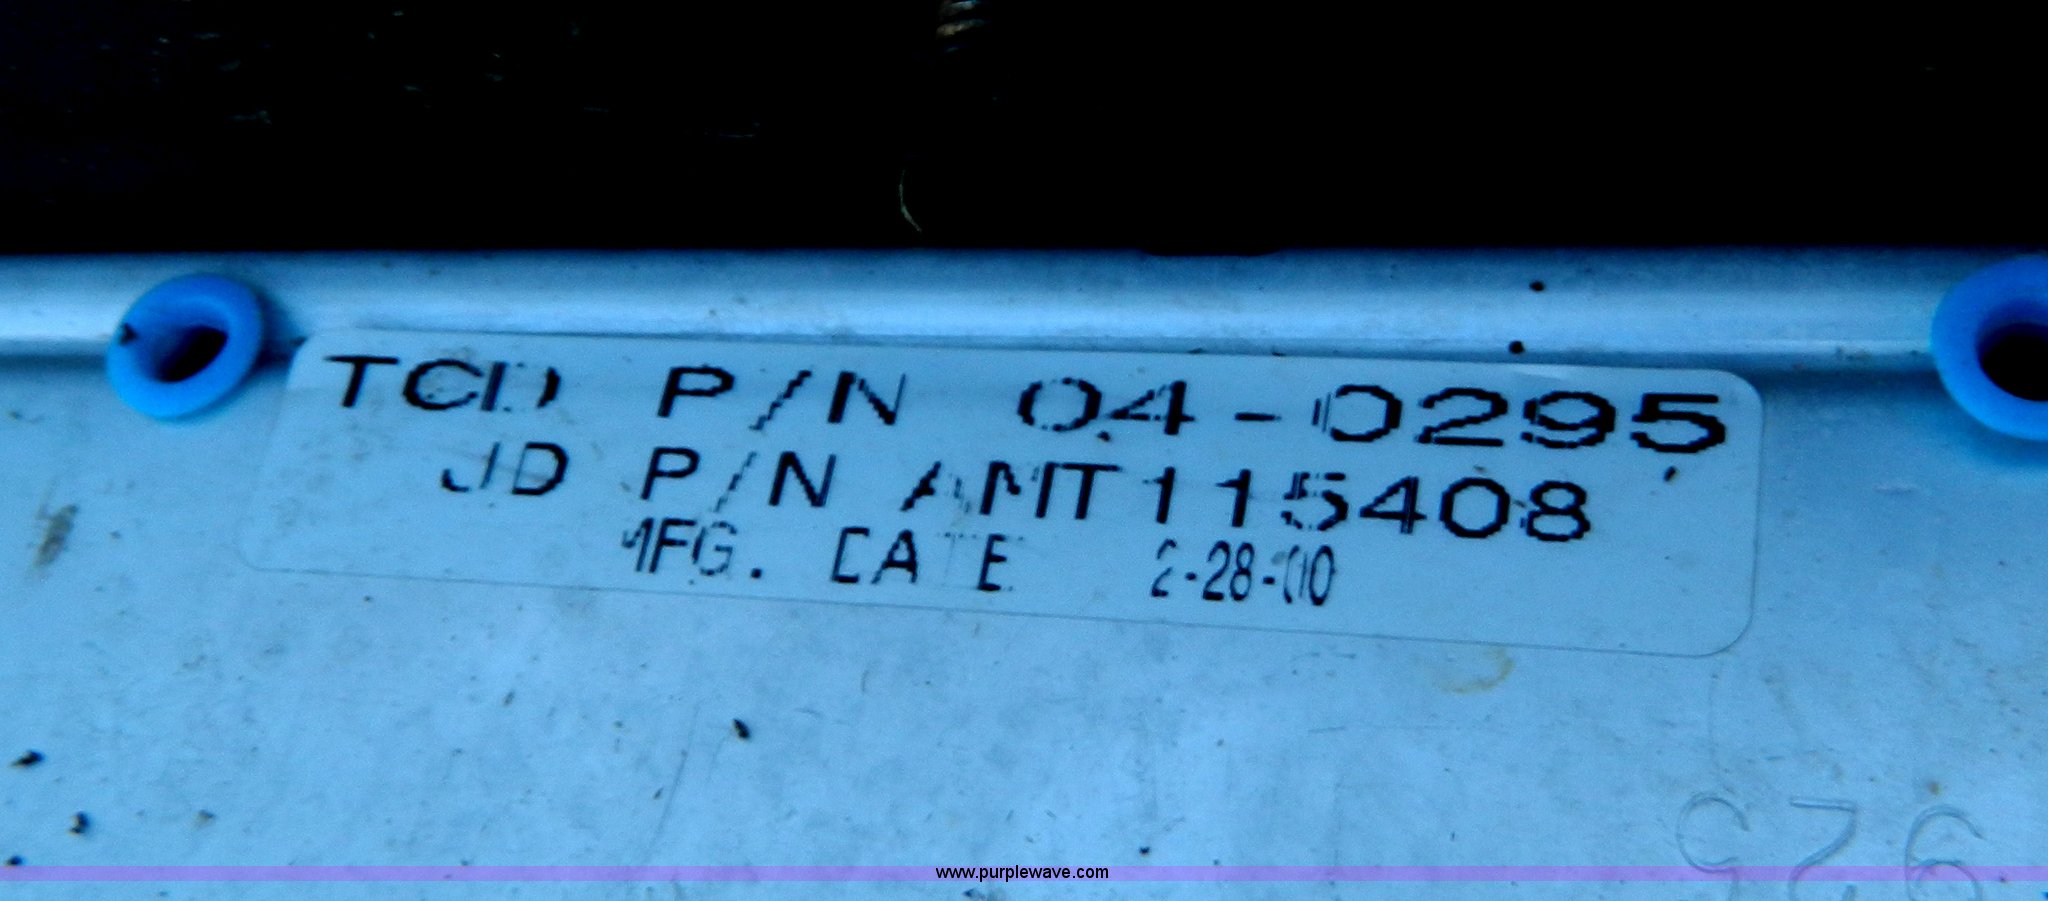 TCD P/N 04-0295
JD P/N AMT115408
MFG. DATE 2-28-00
www.purplewave.com